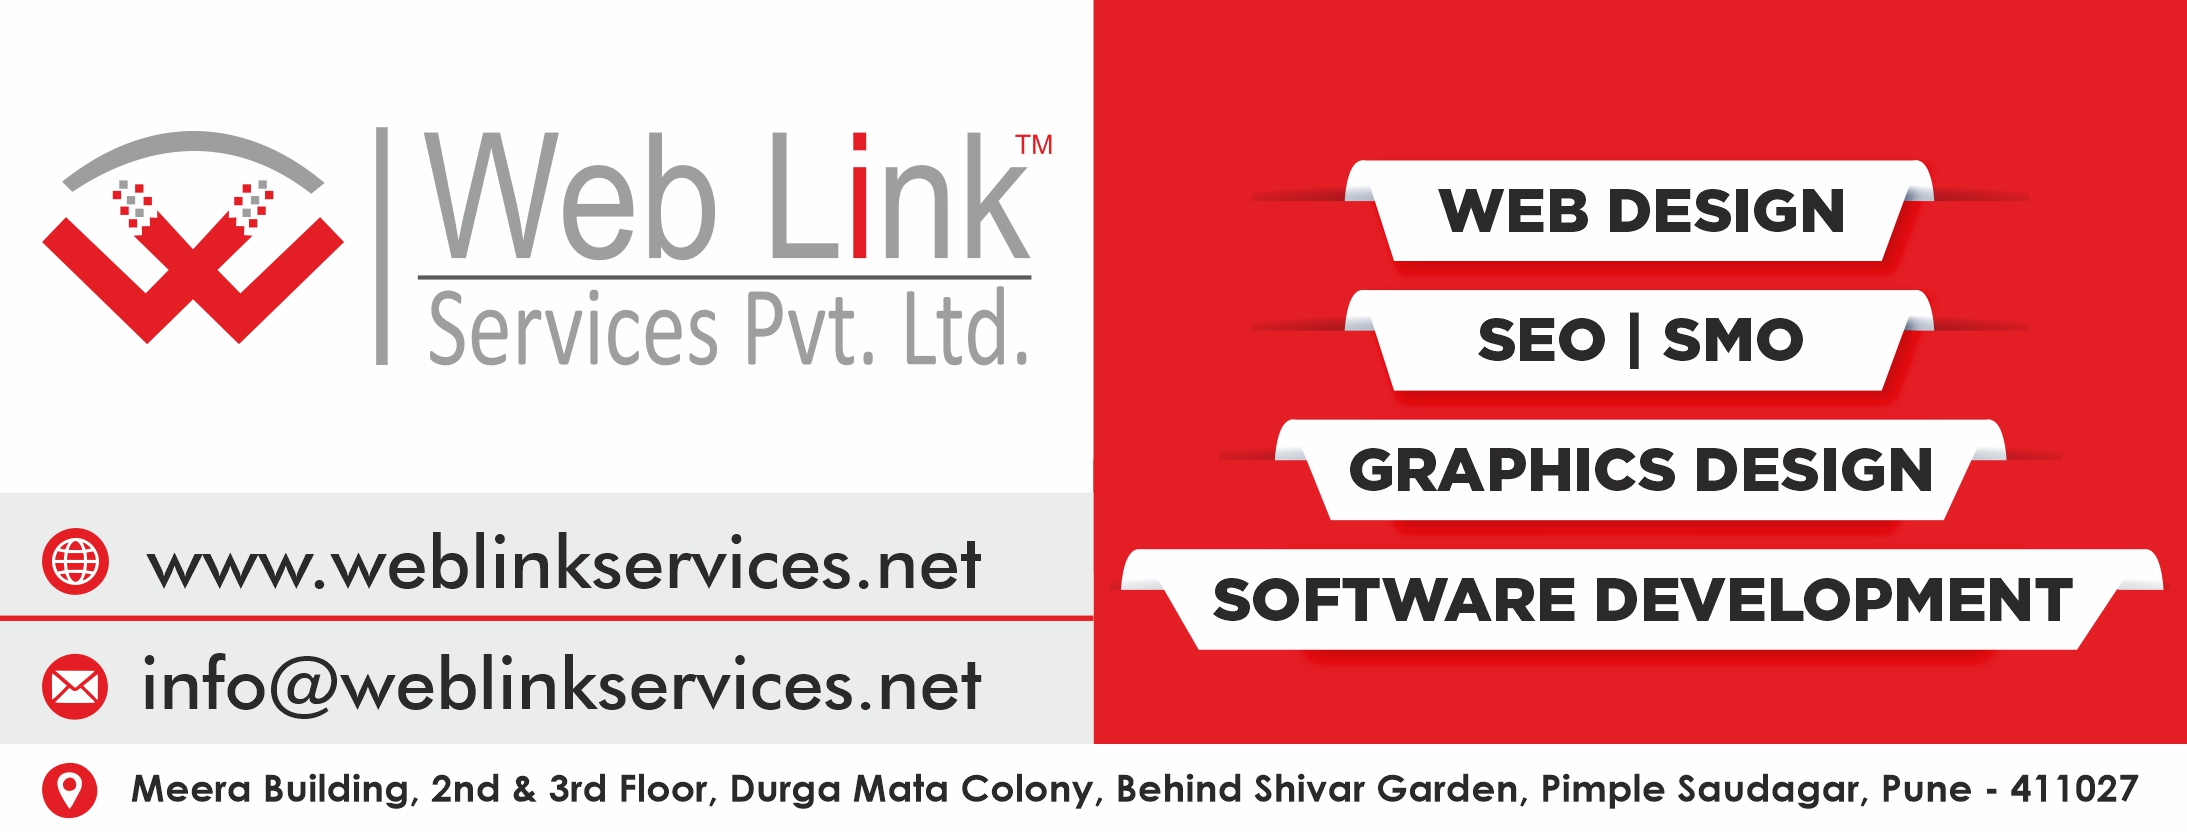 Web Link™
Services Pvt. Ltd.
www.weblinkservices.net
info@weblinkservices.net
WEB DESIGN
SEO | SMO
GRAPHICS DESIGN
SOFTWARE DEVELOPMENT
Meera Building, 2nd & 3rd Floor, Durga Mata Colony, Behind Shivar Garden, Pimple Saudagar, Pune - 411027